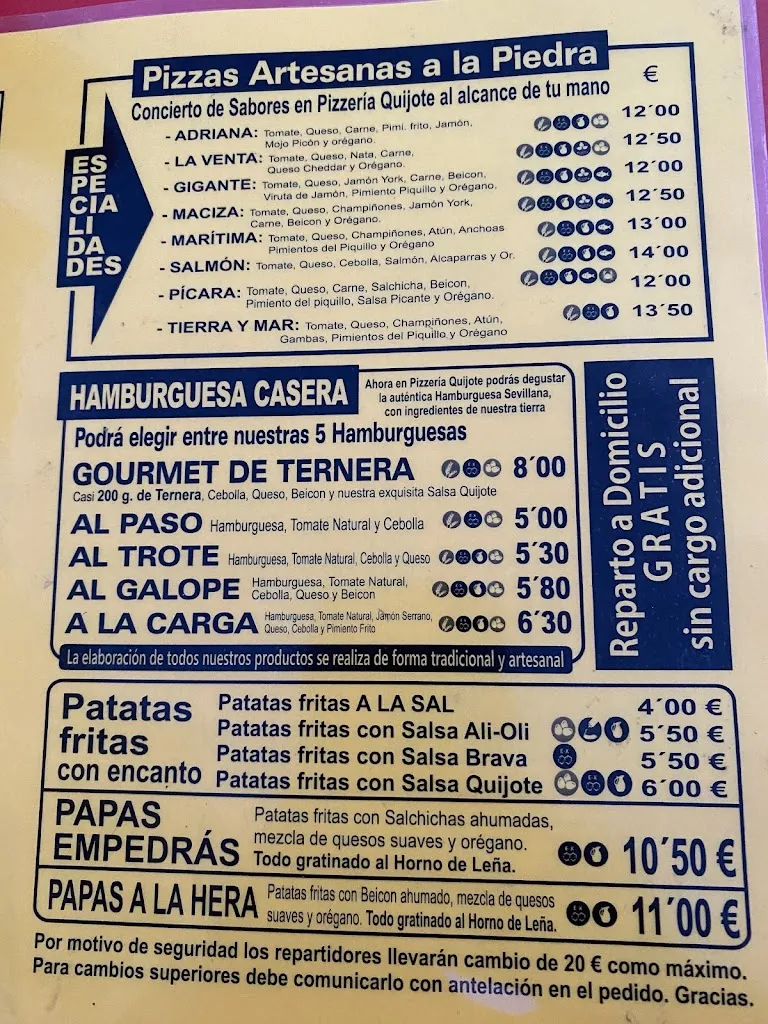 Pizzas Artesanas a la Piedra
€
Concierto de Sabores en Pizzería Quijote al alcance de tu mano
ES
PE
CIA
LI
DA
DES
- ADRIANA: Tomate, Queso, Carne, Pimi. frito, Jamón, 12´00
Mojo Picón y orégano.
- LA VENTA: Tomate, Queso, Nata, Carne, 12´50
Queso Cheddar y Orégano.
- GIGANTE: Tomate, Queso, Jamón York, Carne, Beicon, 12´00
Viruta de Jamón, Pimiento Piquillo y Orégano.
- MACIZA: Tomate, Queso, Champiñones, Jamón York, 12´50
Carne, Beicon y Orégano.
- MARÍTIMA: Tomate, Queso, Champiñones, Atún, Anchoas 13´00
Pimientos del Piquillo y Orégano
- SALMÓN: Tomate, Queso, Cebolla, Salmón, Alcaparras y Or. 14´00
- PÍCARA: Tomate, Queso, Carne, Salchicha, Beicon, 12´00
Pimiento del piquillo, Salsa Picante y Orégano.
- TIERRA Y MAR: Tomate, Queso, Champiñones, Atún, 13´50
Gambas, Pimientos del Piquillo y Orégano
HAMBURGUESA CASERA
Ahora en Pizzería Quijote podrás degustar
la auténtica Hamburguesa Sevillana,
con ingredientes de nuestra tierra
Podrá elegir entre nuestras 5 Hamburguesas
GOURMET DE TERNERA 8´00
Casi 200 g. de Ternera, Cebolla, Queso, Beicon y nuestra exquisita Salsa Quijote
AL PASO Hamburguesa, Tomate Natural y Cebolla 5´00
AL TROTE Hamburguesa, Tomate Natural, Cebolla y Queso 5´30
AL GALOPE Hamburguesa, Tomate Natural, 5´80
Cebolla, Queso y Beicon
A LA CARGA Hamburguesa, Tomate Natural, Jamón Serrano, 6´30
Queso, Cebolla y Pimiento Frito
La elaboración de todos nuestros productos se realiza de forma tradicional y artesanal
Reparto a Domicilio
GRATIS
sin cargo adicional
Patatas
fritas
con encanto
Patatas fritas A LA SAL 4´00 €
Patatas fritas con Salsa Ali-Oli 5´50 €
Patatas fritas con Salsa Brava 5´50 €
Patatas fritas con Salsa Quijote 6´00 €
PAPAS
EMPEDRÁS
Patatas fritas con Salchichas ahumadas,
mezcla de quesos suaves y orégano.
Todo gratinado al Horno de Leña.
10´50 €
PAPAS A LA HERA
Patatas fritas con Beicon ahumado, mezcla de quesos
suaves y orégano. Todo gratinado al Horno de Leña.
11´00 €
Por motivo de seguridad los repartidores llevarán cambio de 20 € como máximo.
Para cambios superiores debe comunicarlo con antelación en el pedido. Gracias.